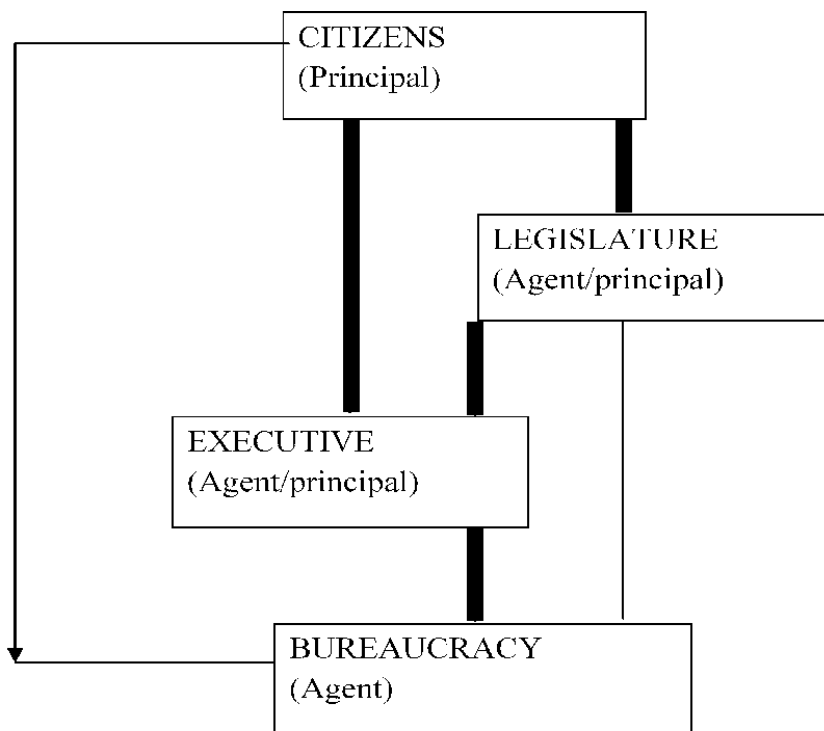 CITIZENS
(Principal)
LEGISLATURE
(Agent/principal)
EXECUTIVE
(Agent/principal)
BUREAUCRACY
(Agent)